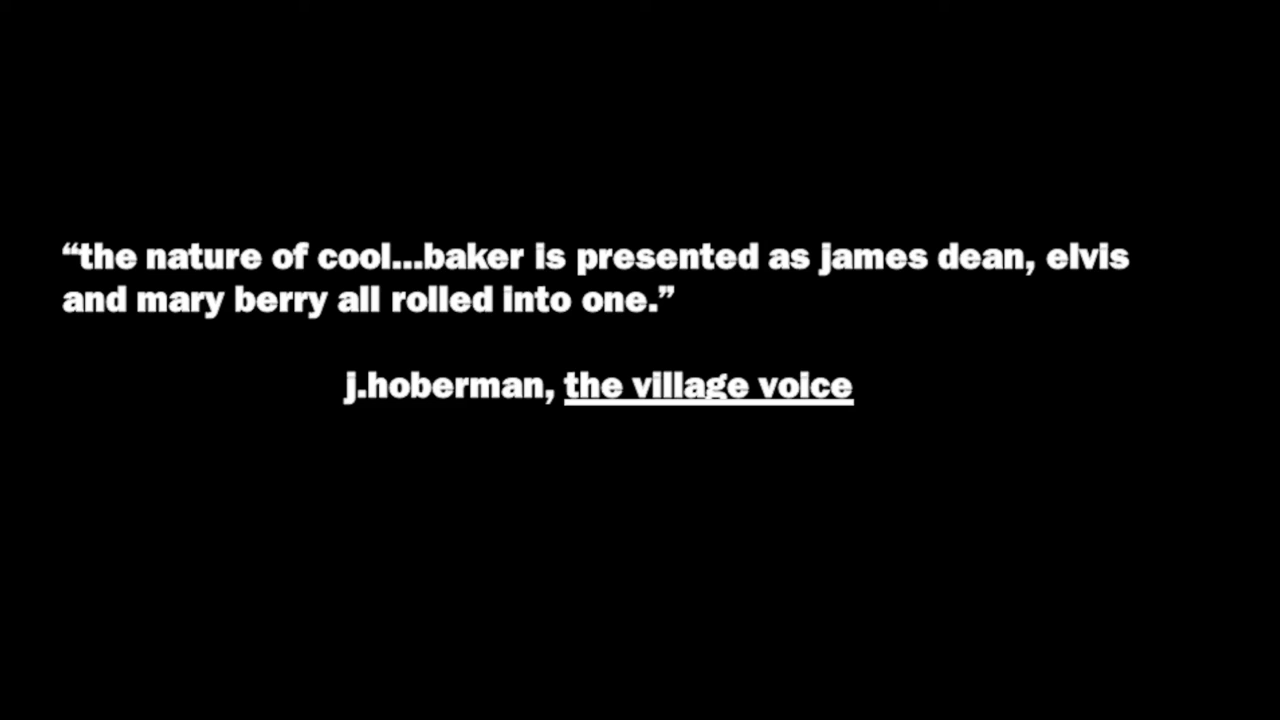 “the nature of cool...baker is presented as james dean, elvis
and mary berry all rolled into one.”
j.hoberman, the village voice